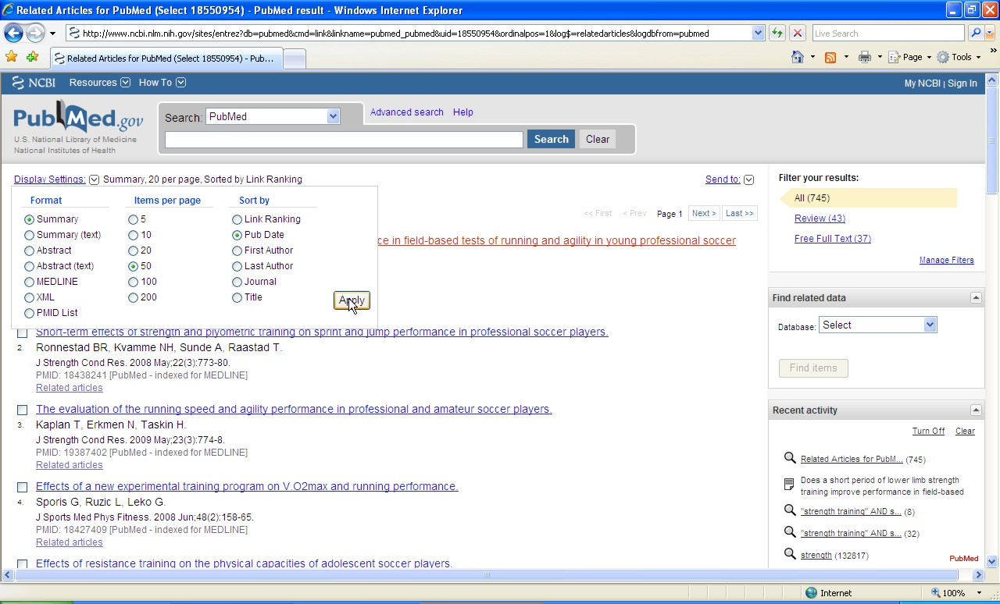 Related Articles for PubMed (Select 18550954) - PubMed result - Windows Internet Explorer
http://www.ncbi.nlm.nih.gov/sites/entrez?db=pubmed&cmd=link&linkname=pubmed_pubmed&uid=18550954&ordinalpos=1&log$=relatedarticles&logdbfrom=pubmed
Live Search
Related Articles for PubMed (Select 18550954) - Pub...
Page
Tools
NCBI Resources How To
My NCBI | Sign In
PubMed.gov
U.S. National Library of Medicine
National Institutes of Health
Search: PubMed
Advanced search Help
Search Clear
Display Settings: Summary, 20 per page, Sorted by Link Ranking
Send to:
Format
Summary
Summary (text)
Abstract
Abstract (text)
MEDLINE
XML
PMID List
Items per page
5
10
20
50
100
200
Sort by
Link Ranking
Pub Date
First Author
Last Author
Journal
Title
Apply
<< First < Prev Page 1 Next > Last >>
ce in field-based tests of running and agility in young professional soccer
Short-term effects of strength and plyometric training on sprint and jump performance in professional soccer players.
2. Ronnestad BR, Kvamme NH, Sunde A, Raastad T.
J Strength Cond Res. 2008 May;22(3):773-80.
PMID: 18438241 [PubMed - indexed for MEDLINE]
Related articles
The evaluation of the running speed and agility performance in professional and amateur soccer players.
3. Kaplan T, Erkmen N, Taskin H.
J Strength Cond Res. 2009 May;23(3):774-8.
PMID: 19387402 [PubMed - indexed for MEDLINE]
Related articles
Effects of a new experimental training program on V.O2max and running performance.
4. Sporis G, Ruzic L, Leko G.
J Sports Med Phys Fitness. 2008 Jun;48(2):158-65.
PMID: 18427409 [PubMed - indexed for MEDLINE]
Related articles
Effects of resistance training on the physical capacities of adolescent soccer players.
Filter your results:
All (745)
Review (43)
Free Full Text (37)
Manage Filters
Find related data
Database: Select
Find items
Recent activity
Turn Off Clear
Related Articles for PubM... (745)
Does a short period of lower limb strength
training improve performance in field-based
"strength training" AND s... (8)
"strength training" AND s... (32)
strength (132817)
PubMed
Internet
100%